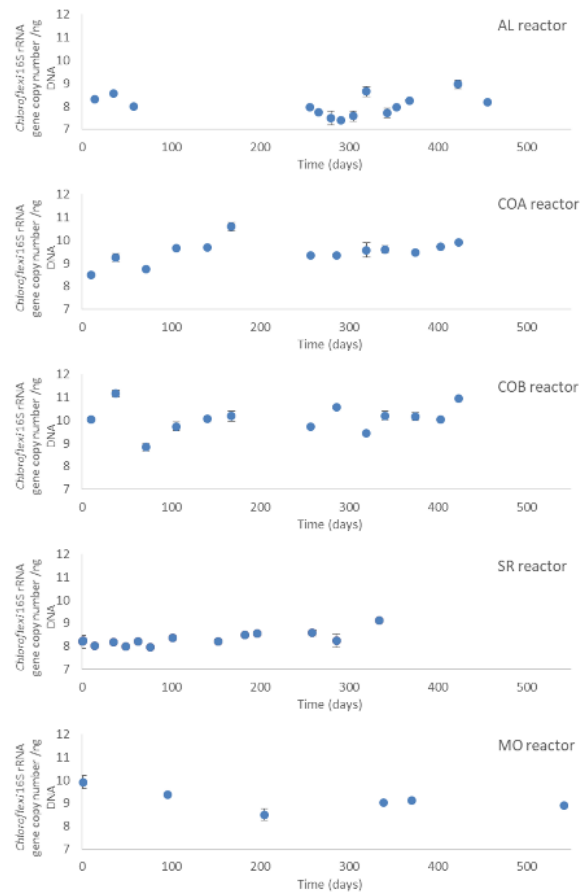 AL reactor
Chloroflexi 16S rRNA
gene copy number /ng
DNA
12
11
10
9
8
7
0
100
200
300
400
500
Time (days)
COA reactor
Chloroflexi 16S rRNA
gene copy number /ng
DNA
12
11
10
9
8
7
0
100
200
300
400
500
Time (days)
COB reactor
Chloroflexi 16S rRNA
gene copy number /ng
DNA
12
11
10
9
8
7
0
100
200
300
400
500
Time (days)
SR reactor
Chloroflexi 16S rRNA
gene copy number /ng
DNA
12
11
10
9
8
7
0
100
200
300
400
500
Time (days)
MO reactor
Chloroflexi 16S rRNA
gene copy number /ng
DNA
12
11
10
9
8
7
0
100
200
300
400
500
Time (days)